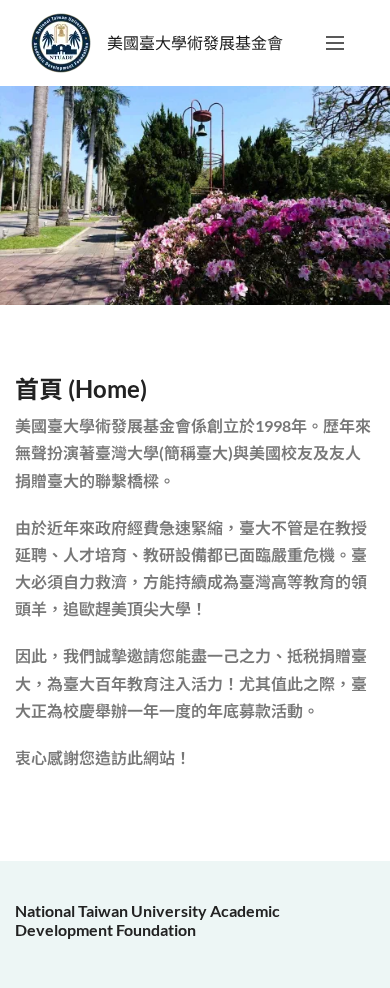 National Taiwan University
NTUADF
Academic Development Foundation
美國臺大學術發展基金會
首頁 (Home)
美國臺大學術發展基金會係創立於1998年。歷年來
無聲扮演著臺灣大學(簡稱臺大)與美國校友及友人
捐贈臺大的聯繫橋樑。
由於近年來政府經費急速緊縮，臺大不管是在教授
延聘、人才培育、教研設備都已面臨嚴重危機。臺
大必須自力救濟，方能持續成為臺灣高等教育的領
頭羊，追歐趕美頂尖大學！
因此，我們誠摯邀請您能盡一己之力、抵税捐贈臺
大，為臺大百年教育注入活力！尤其值此之際，臺
大正為校慶舉辦一年一度的年底募款活動。
衷心感謝您造訪此網站！
National Taiwan University Academic
Development Foundation